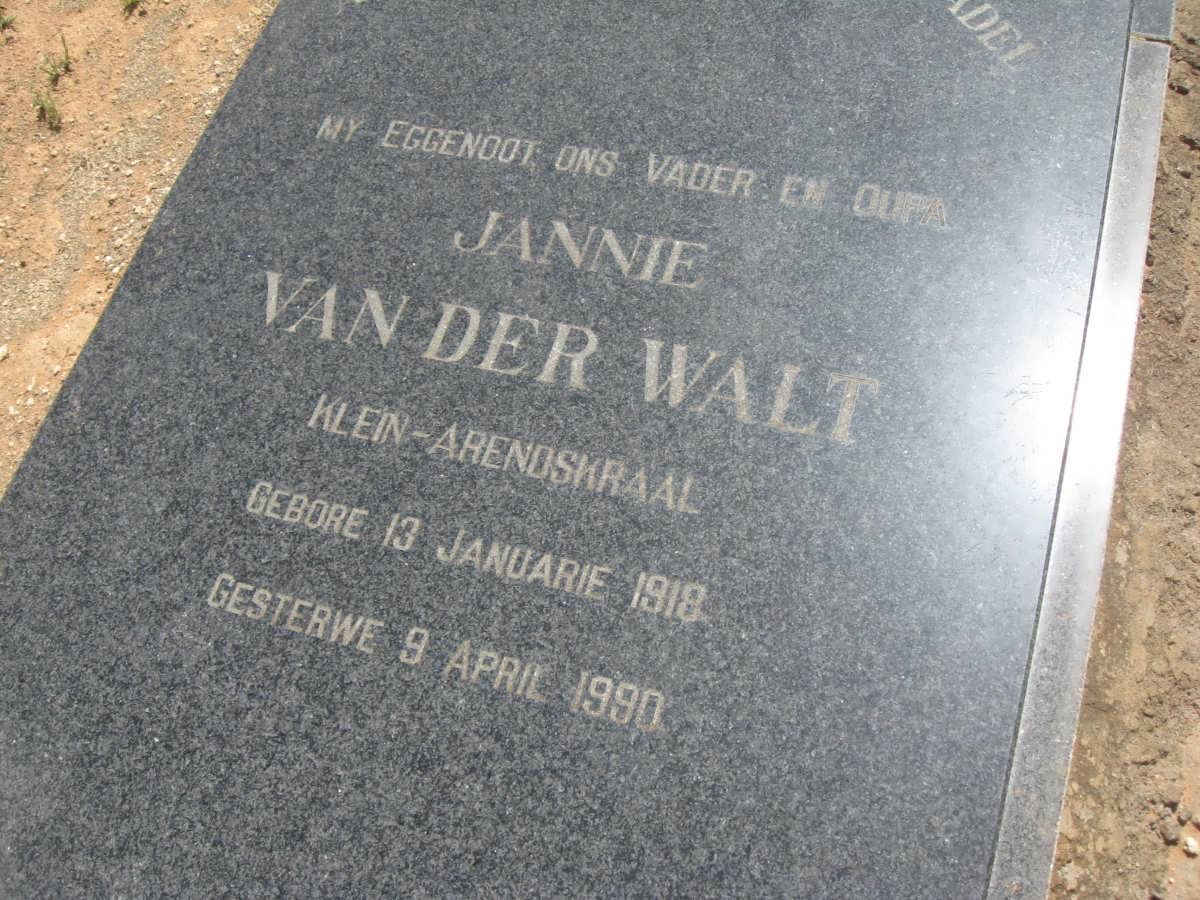 ADEL
MY EGGENOOT, ONS VADER EN OUPA
JANNIE
VAN DER WALT
KLEIN-ARENDSKRAAL
GEBORE 13 JANUARIE 1918
GESTERWE 9 APRIL 1990